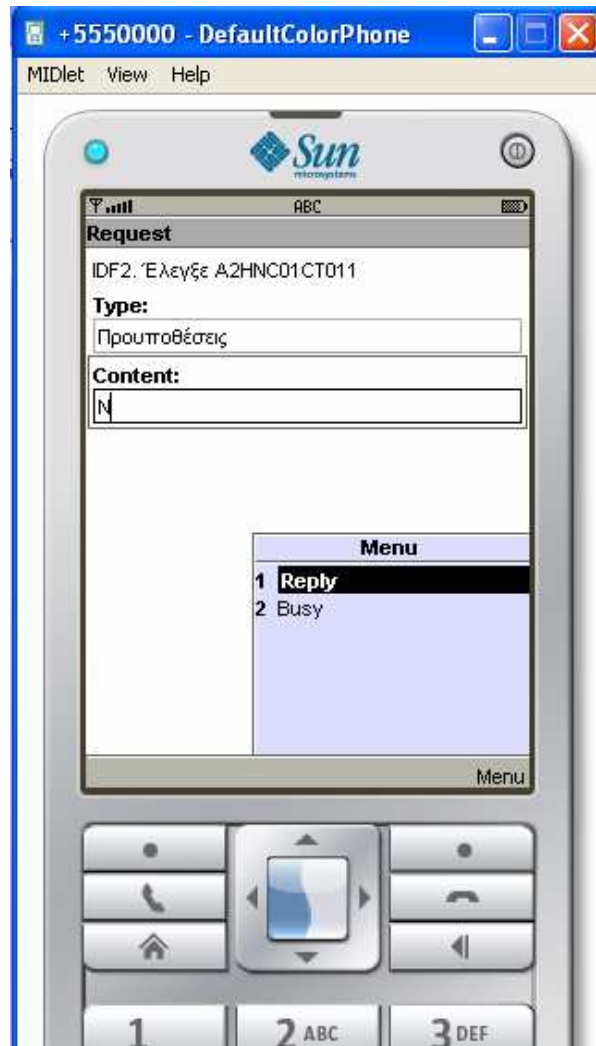 +5550000 - DefaultColorPhone
MIDlet View Help
Sun
microsystems
ABC
Request
IDF2. Έλεγξε A2HNC01CT011
Type:
Προυποθέσεις
Content:
N
Menu
1 Reply
2 Busy
Menu
1 2 ABC 3 DEF